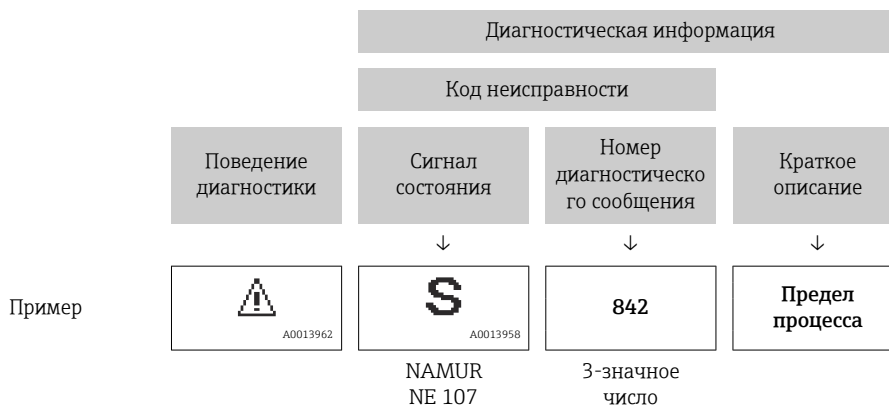 Диагностическая информация
Код неисправности
Поведение
диагностики
Сигнал
состояния
Номер
диагностическо
го сообщения
Краткое
описание
↓ ↓ ↓
Пример
A0013962
S
A0013958
842
Предел
процесса
NAMUR
NE 107
3-значное
число